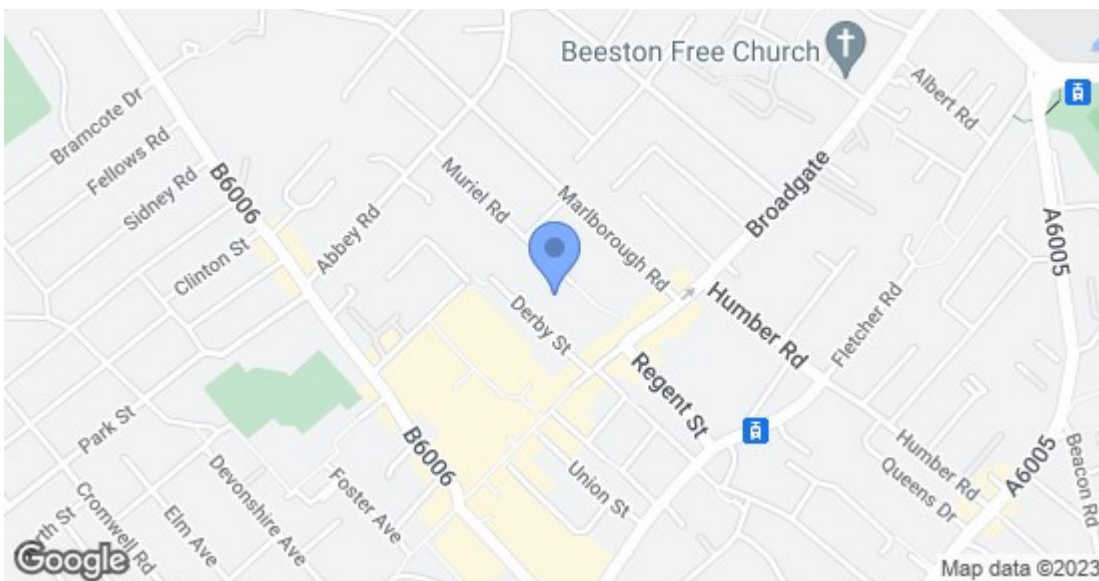 Beeston Free Church
Albert Rd
Bramcote Dr
Fellows Rd
Sidney Rd
B6006
Muriel Rd
Marlborough Rd
Broadgate
A6005
Clinton St
Abbey Rd
Derby St
Humber Rd
Fletcher Rd
Regent St
Park St
B6006
Union St
Humber Rd
Queens Dr
A6005
Beacon Rd
Foster Ave
Devonshire Ave
Elm Ave
Cromwell Rd
Google
Map data ©2023